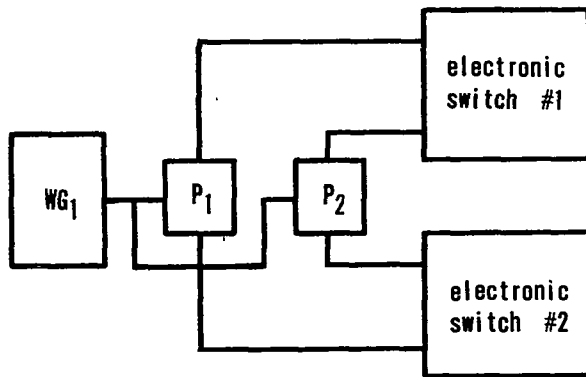 electronic
switch #1
WG1
P1
P2
electronic
switch #2